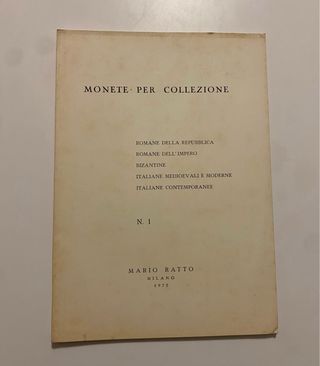 MONETE PER COLLEZIONE
ROMANE DELLA REPUBBLICA
ROMANE DELL'IMPERO
BIZANTINE
ITALIANE MEDIOEVALI E MODERNE
ITALIANE CONTEMPORANEE
N. 1
MARIO RATTO
MILANO